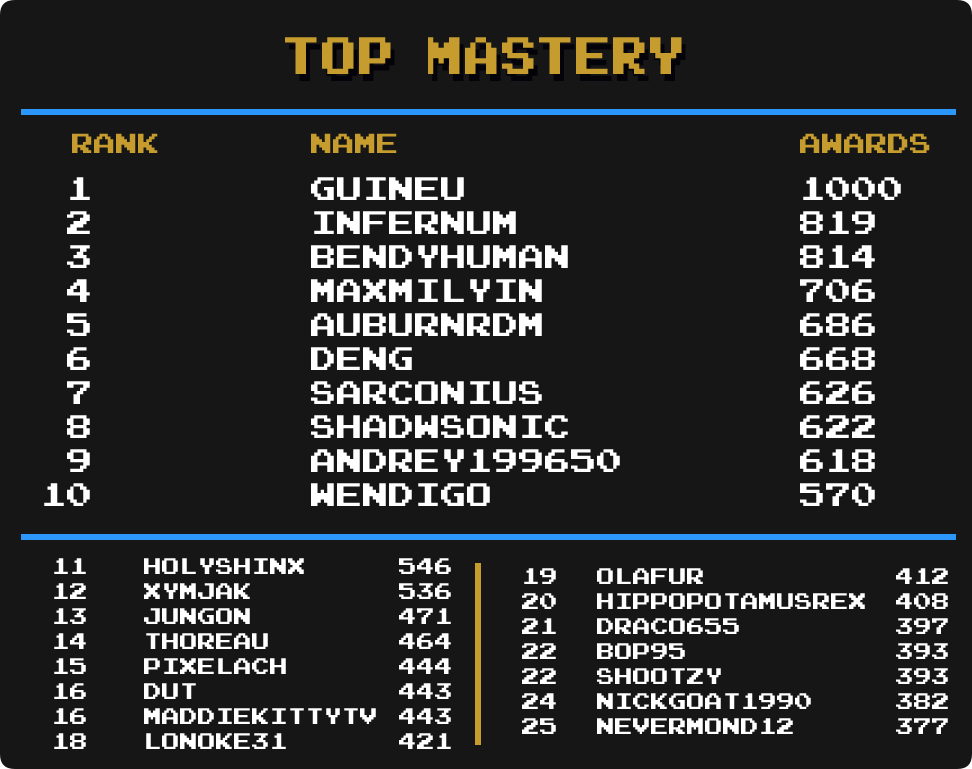 TOP MASTERY
RANK NAME AWARDS
1 GUINEU 1000
2 INFERNUM 819
3 BENDYHUMAN 814
4 MAXMILYIN 706
5 AUBURNRDM 686
6 DENG 668
7 SARCONIUS 626
8 SHADWSONIC 622
9 ANDREY199650 618
10 WENDIGO 570
11 HOLYSHINX 546
12 XYMJAK 536
13 JUNGON 471
14 THOREAU 464
15 PIXELACH 444
16 DUT 443
16 MADDIEKITTYTV 443
18 LONOKE31 421
19 OLAFUR 412
20 HIPPOPOTAMUSREX 408
21 DRACO655 397
22 BOP95 393
22 SHOOTZY 393
24 NICKGOAT1990 382
25 NEVERMOND12 377